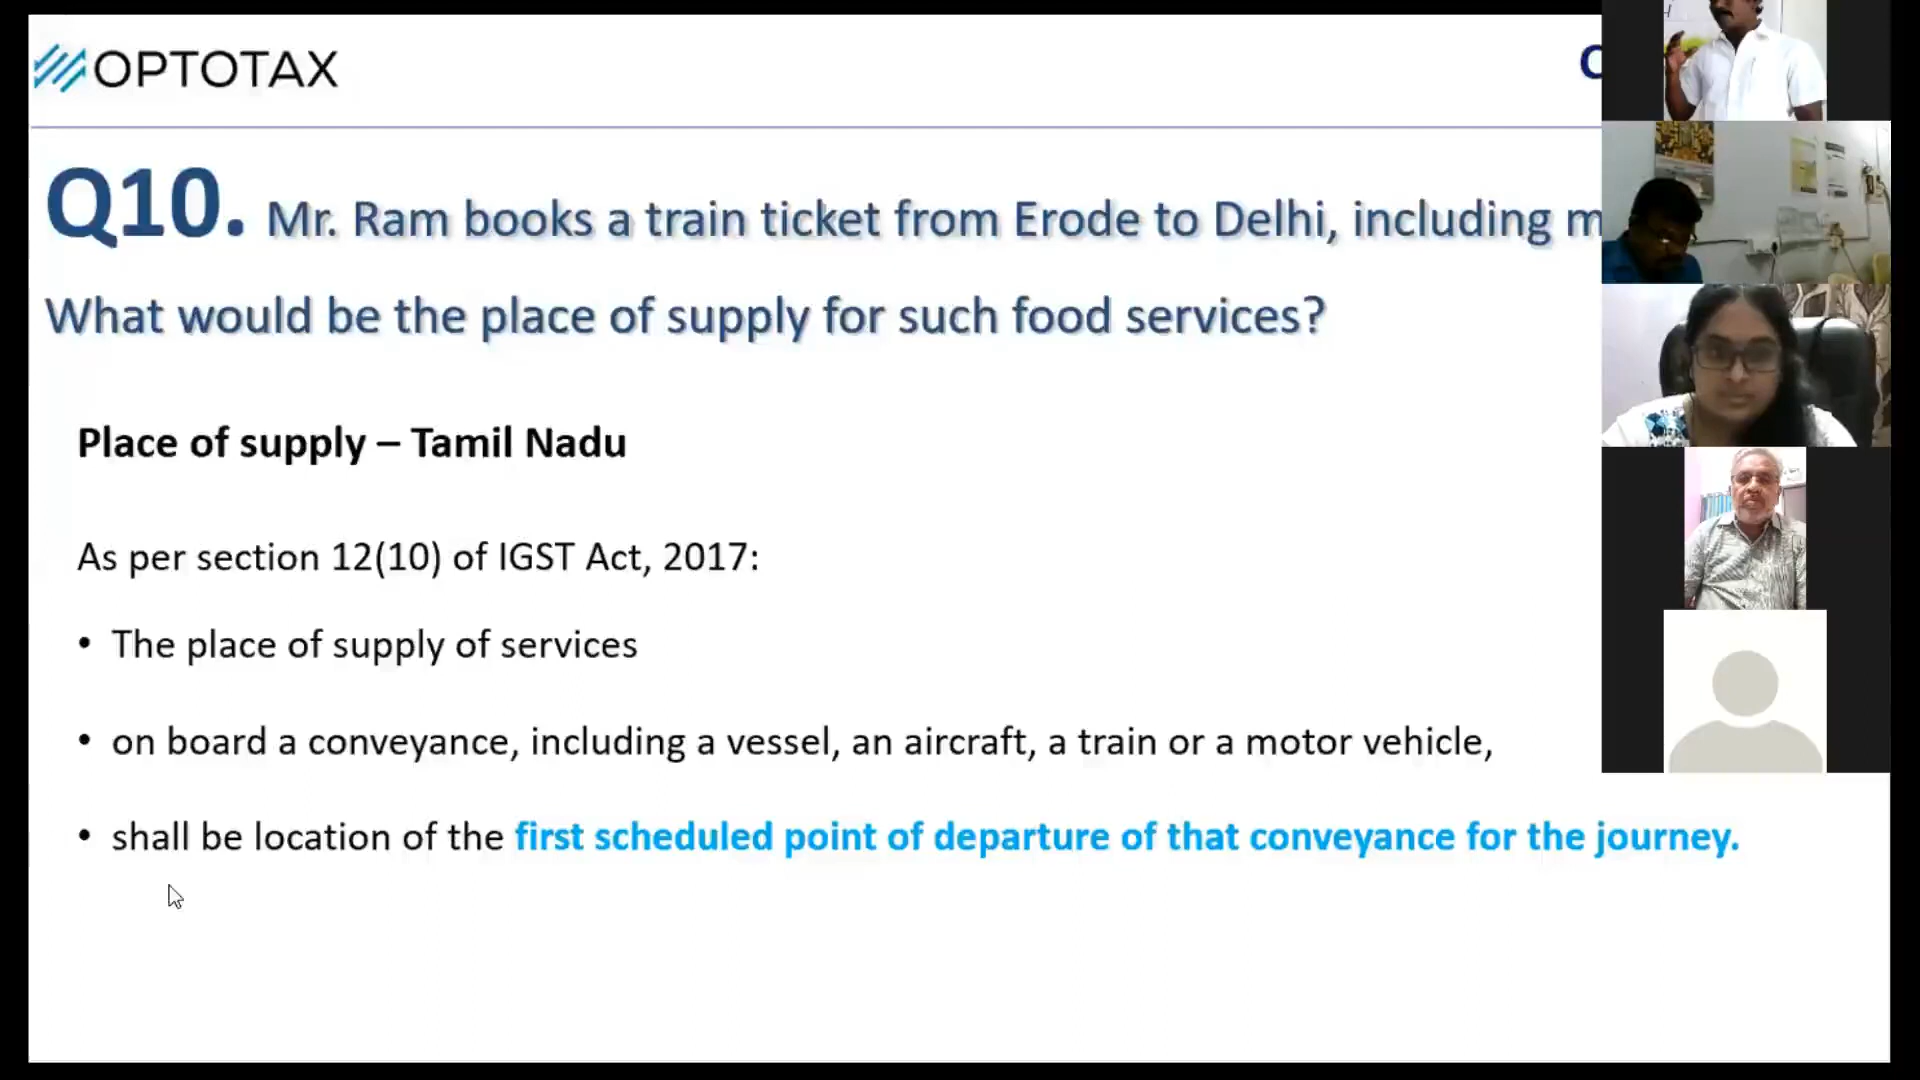 OPTOTAX
Q10. Mr. Ram books a train ticket from Erode to Delhi, including
What would be the place of supply for such food services?
Place of supply – Tamil Nadu
As per section 12(10) of IGST Act, 2017:
• The place of supply of services
• on board a conveyance, including a vessel, an aircraft, a train or a motor vehicle,
• shall be location of the first scheduled point of departure of that conveyance for the journey.